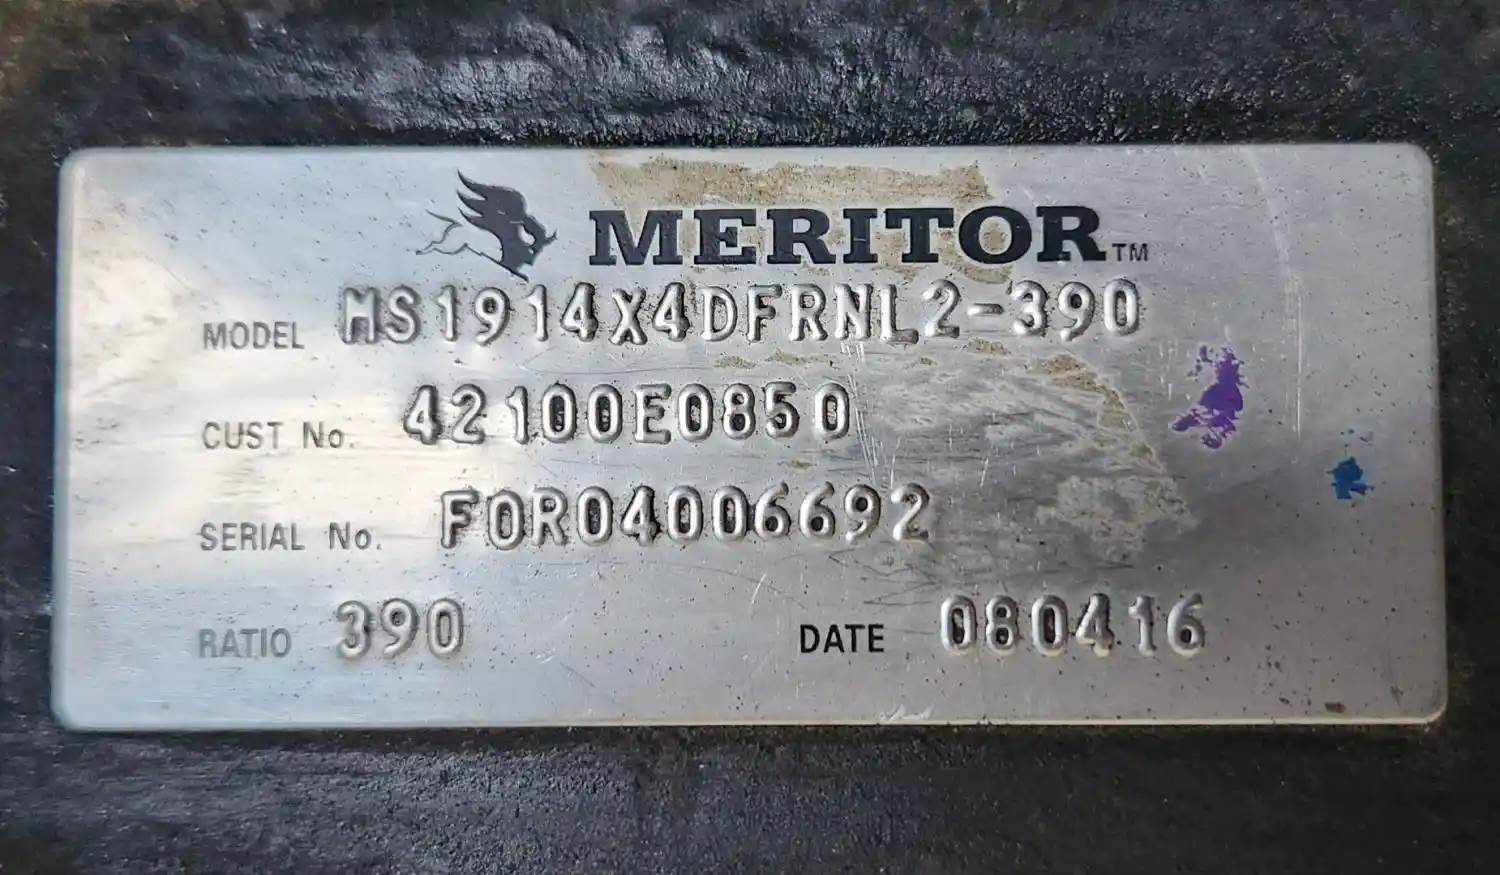 MERITOR™
MODEL MS1914X4DFRNL2-390
CUST No. 42100E0850
SERIAL No. FOR04006692
RATIO 390 DATE 080416